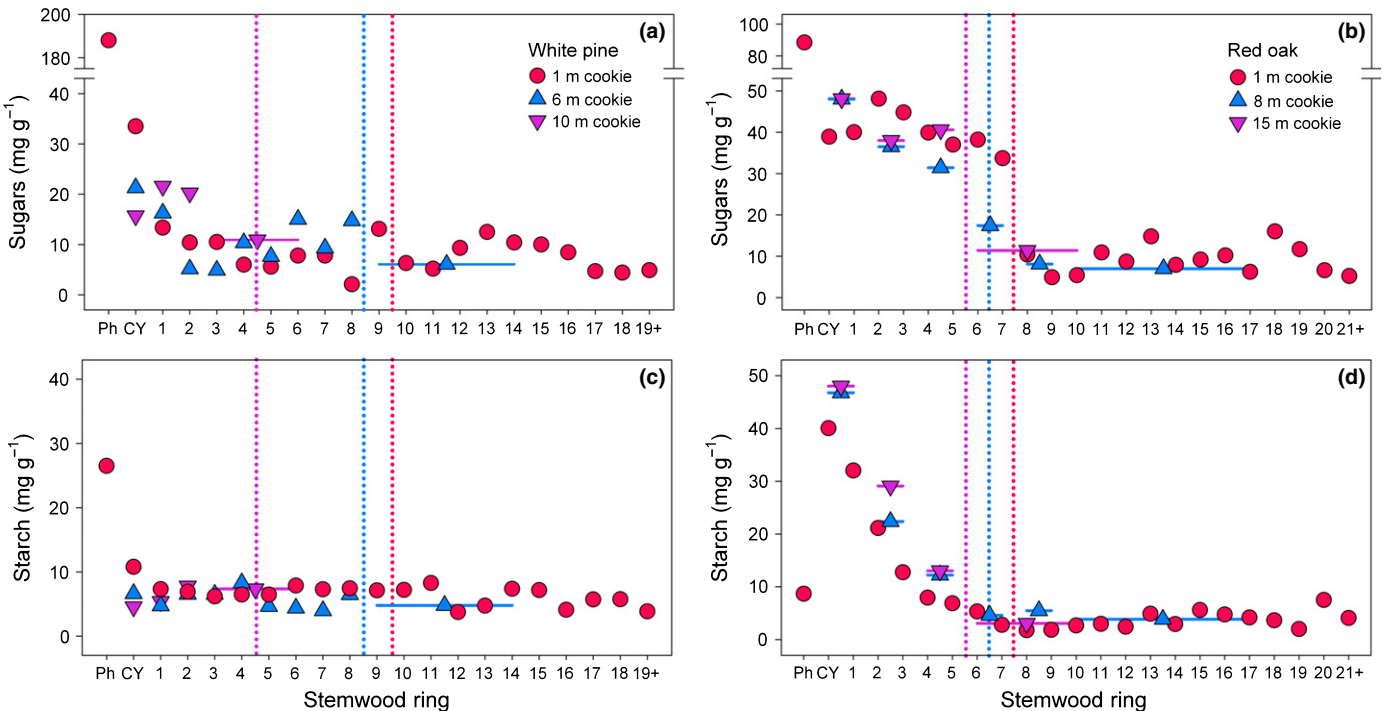 (a)
White pine
1 m cookie
6 m cookie
10 m cookie
Sugars (mg g⁻¹)
200
180
40
30
20
10
0
Ph CY 1 2 3 4 5 6 7 8 9 10 11 12 13 14 15 16 17 18 19+
(b)
Red oak
1 m cookie
8 m cookie
15 m cookie
Sugars (mg g⁻¹)
100
80
50
40
30
20
10
0
Ph CY 1 2 3 4 5 6 7 8 9 10 11 12 13 14 15 16 17 18 19 20 21+
(c)
Starch (mg g⁻¹)
40
30
20
10
0
Ph CY 1 2 3 4 5 6 7 8 9 10 11 12 13 14 15 16 17 18 19+
Stemwood ring
(d)
Starch (mg g⁻¹)
50
40
30
20
10
0
Ph CY 1 2 3 4 5 6 7 8 9 10 11 12 13 14 15 16 17 18 19 20 21+
Stemwood ring